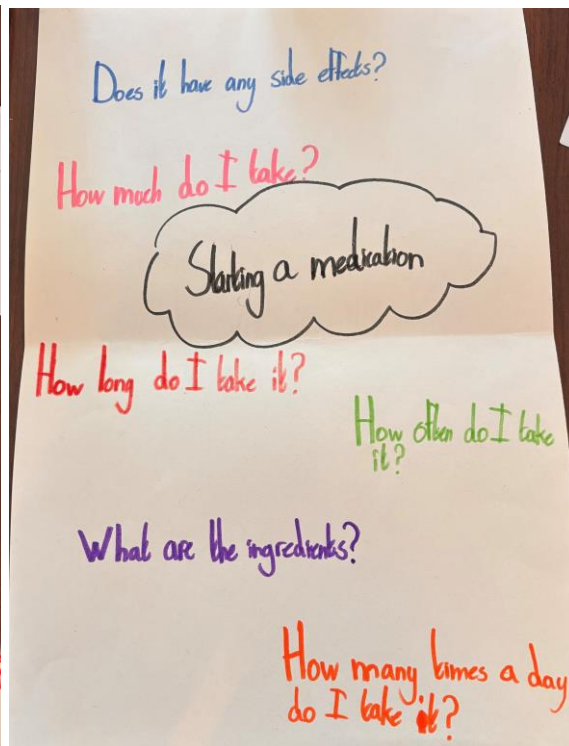 Does it have any side effects?
How much do I take?
Starting a medication
How long do I take it?
How often do I take
it?
What are the ingredients?
How many times a day
do I take it?